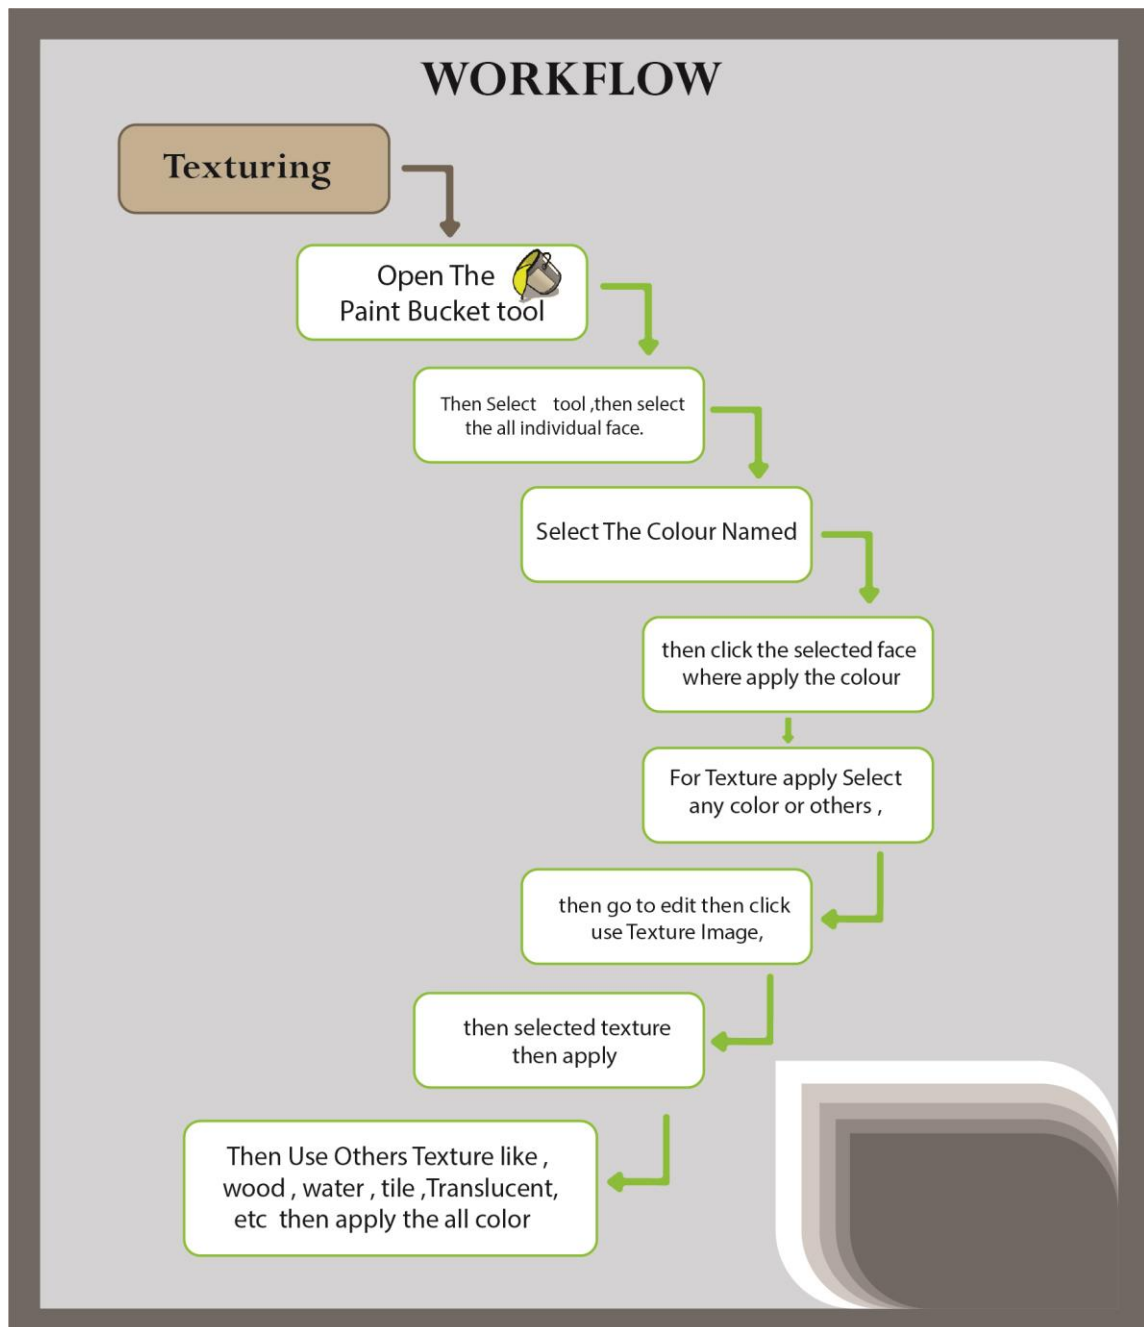 WORKFLOW
Texturing
Open The
Paint Bucket tool
Then Select tool ,then select
the all individual face.
Select The Colour Named
then click the selected face
where apply the colour
For Texture apply Select
any color or others ,
then go to edit then click
use Texture Image,
then selected texture
then apply
Then Use Others Texture like ,
wood , water , tile ,Translucent,
etc then apply the all color